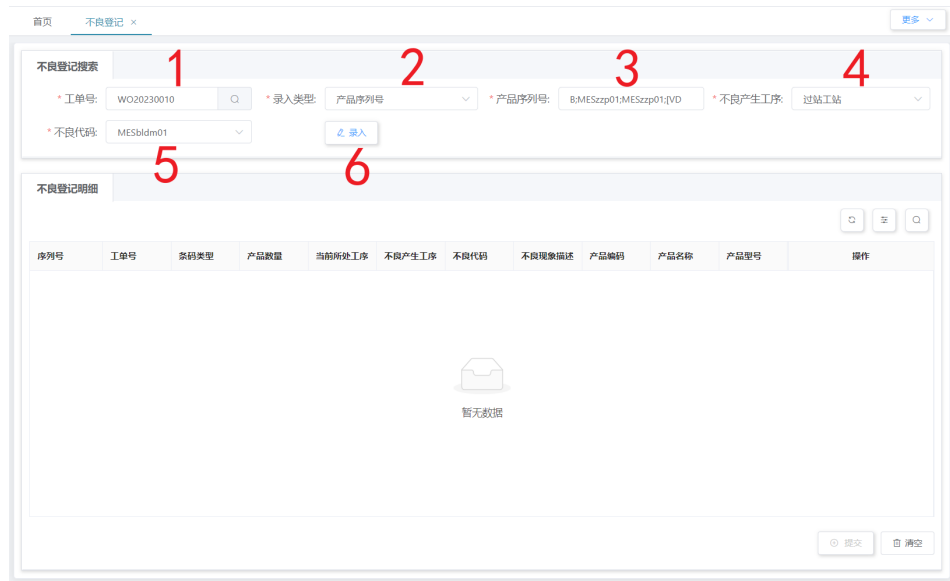 首页 不良登记 × 更多
不良登记搜索
1 2 3 4
* 工单号: WO20230010 * 录入类型: 产品序列号 * 产品序列号: B;MESzzp01;MESzzp01;[VD * 不良产生工序: 过站工站
* 不良代码: MESbldm01 录入
5 6
不良登记明细
序列号 工单号 条码类型 产品数量 当前所处工序 不良产生工序 不良代码 不良现象描述 产品编码 产品名称 产品型号 操作
暂无数据
提交 清空